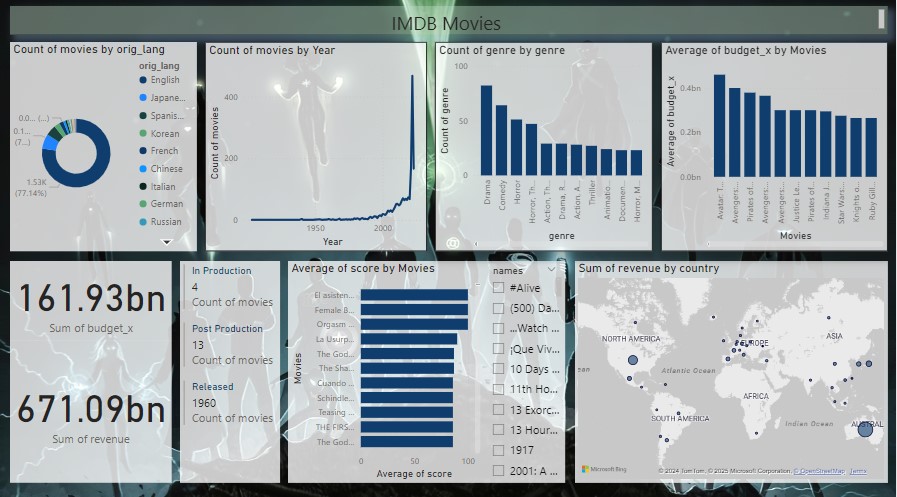 IMDB Movies
Count of movies by orig_lang
orig_lang
English
Japane...
Spanis...
Korean
French
Chinese
Italian
German
Russian
0.0... (...)
0.1...
(7...)
1.53K
(77.14%)
Count of movies by Year
Count of movies
400
200
0
1950
2000
Year
Count of genre by genre
Count of genre
100
50
0
Drama
Comedy
Horror
Horror, Th...
Action, Th...
Drama, R...
Action, A...
Thriller
Animatio...
Documen...
Horror, M...
genre
Average of budget_x by Movies
Average of budget_x
0.4bn
0.2bn
0.0bn
Avatar: T...
Avengers:...
Pirates of...
Avengers:...
Avengers:...
Justice Le...
Pirates of...
Indiana J...
Star Wars:...
Knights o...
Ruby Gill...
Movies
161.93bn
Sum of budget_x
671.09bn
Sum of revenue
In Production
4
Count of movies
Post Production
13
Count of movies
Released
1960
Count of movies
Average of score by Movies
Movies
El asisten...
Female B...
Orgasm ...
La Usurp...
The God...
The Sha...
Cuando ...
Schindle...
Teasing ...
THE FIRS...
The God...
0
50
100
Average of score
names
#Alive
(500) Da...
...Watch ...
¡Que Viv...
10 Days ...
11th Ho...
13 Exorc...
13 Hour...
1917
2001: A ...
Sum of revenue by country
NORTH AMERICA
EUROPE
ASIA
Atlantic Ocean
AFRICA
SOUTH AMERICA
Indian Ocean
AUSTRAL
ean
Microsoft Bing
© 2024 TomTom, © 2025 Microsoft Corporation, © OpenStreetMap Terms